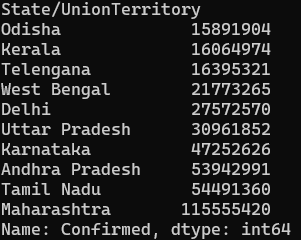 State/UnionTerritory
Odisha            15891904
Kerala            16064974
Telengana         16395321
West Bengal       21773265
Delhi             27572570
Uttar Pradesh     30961852
Karnataka         47252626
Andhra Pradesh    53942991
Tamil Nadu        54491360
Maharashtra      115555420
Name: Confirmed, dtype: int64